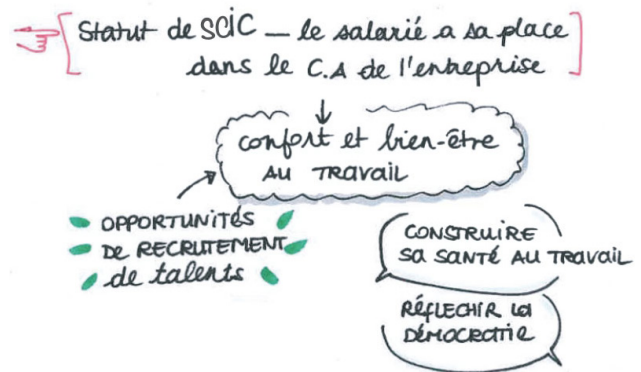 Statut de SCIC — le salarié a sa place
dans le C.A de l'entreprise
confort et bien-être
AU TRAVAIL
OPPORTUNITÉS
DE RECRUTEMENT
de talents
CONSTRUIRE
SA SANTÉ AU TRAVAIL
RÉFLECHIR LA
DÉMOCRATIE